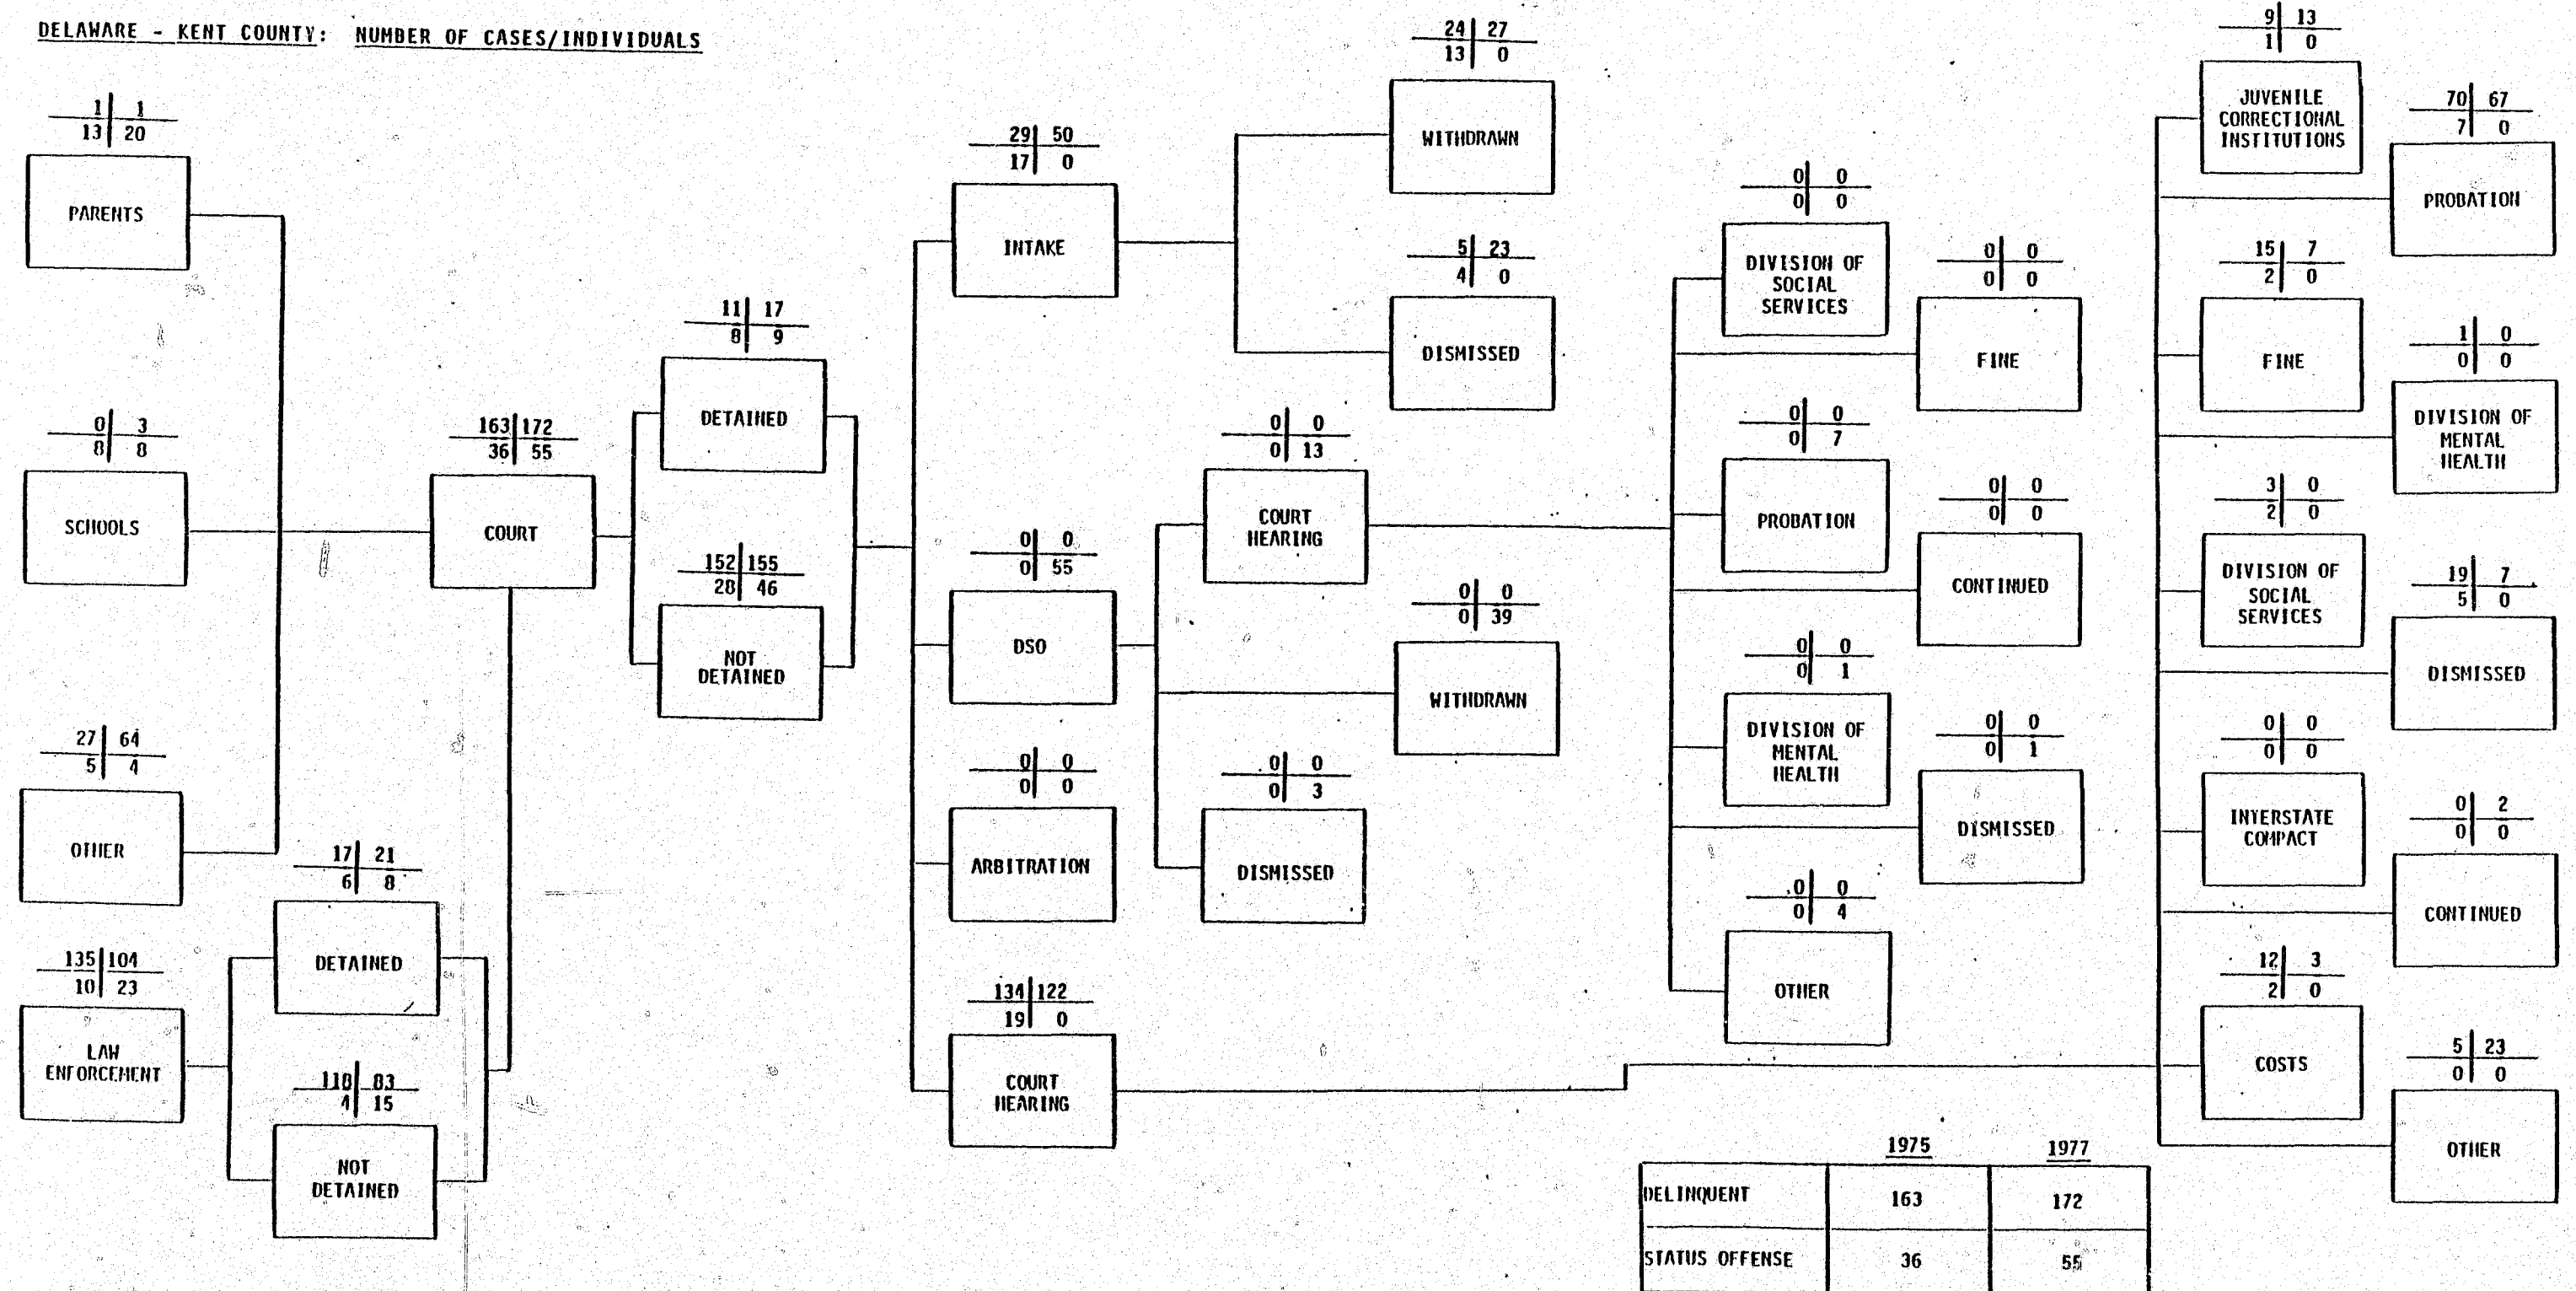 DELAWARE - KENT COUNTY: NUMBER OF CASES/INDIVIDUALS
1 1
13 20
PARENTS
0 3
8 8
SCHOOLS
27 64
5 4
OTHER
135 104
10 23
LAW
ENFORCEMENT
17 21
6 8
DETAINED
118 83
4 15
NOT
DETAINED
163 172
36 55
COURT
11 17
8 9
DETAINED
152 155
28 46
NOT
DETAINED
29 50
17 0
INTAKE
0 0
0 55
DSO
0 0
0 0
ARBITRATION
134 122
19 0
COURT
HEARING
24 27
13 0
WITHDRAWN
5 23
4 0
DISMISSED
0 0
0 13
COURT
HEARING
0 0
0 39
WITHDRAWN
0 0
0 3
DISMISSED
0 0
0 0
DIVISION OF
SOCIAL
SERVICES
0 0
0 0
FINE
0 0
0 7
PROBATION
0 0
0 0
CONTINUED
0 0
0 1
DIVISION OF
MENTAL
HEALTH
0 0
0 1
DISMISSED
0 0
0 4
OTHER
9 13
1 0
JUVENILE
CORRECTIONAL
INSTITUTIONS
70 67
7 0
PROBATION
15 7
2 0
FINE
1 0
0 0
DIVISION OF
MENTAL
HEALTH
3 0
2 0
DIVISION OF
SOCIAL
SERVICES
19 7
5 0
DISMISSED
0 0
0 0
INTERSTATE
COMPACT
0 2
0 0
CONTINUED
12 3
2 0
COSTS
5 23
0 0
OTHER
1975 1977
DELINQUENT 163 172
STATUS OFFENSE 36 55